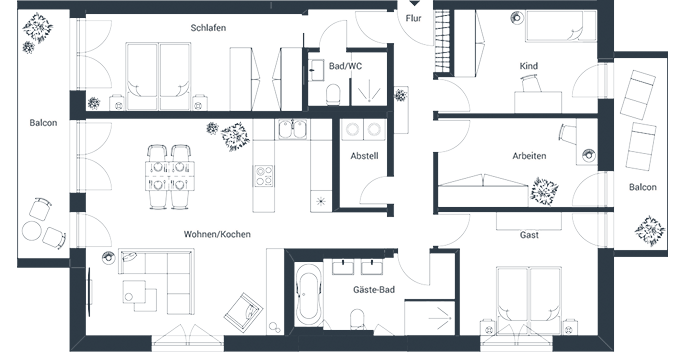 Flur
Schlafen
Bad/WC
Kind
Balcon
Abstell
Arbeiten
Balcon
Wohnen/Kochen
Gast
Gäste-Bad